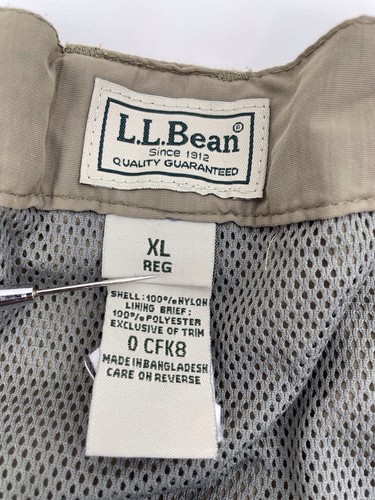 L.L.Bean®
Since 1912
QUALITY GUARANTEED
XL
REG
SHELL: 100% NYLON
LINING BRIEF:
100% POLYESTER
EXCLUSIVE OF TRIM
0 CFK8
MADE IN BANGLADESH
CARE ON REVERSE